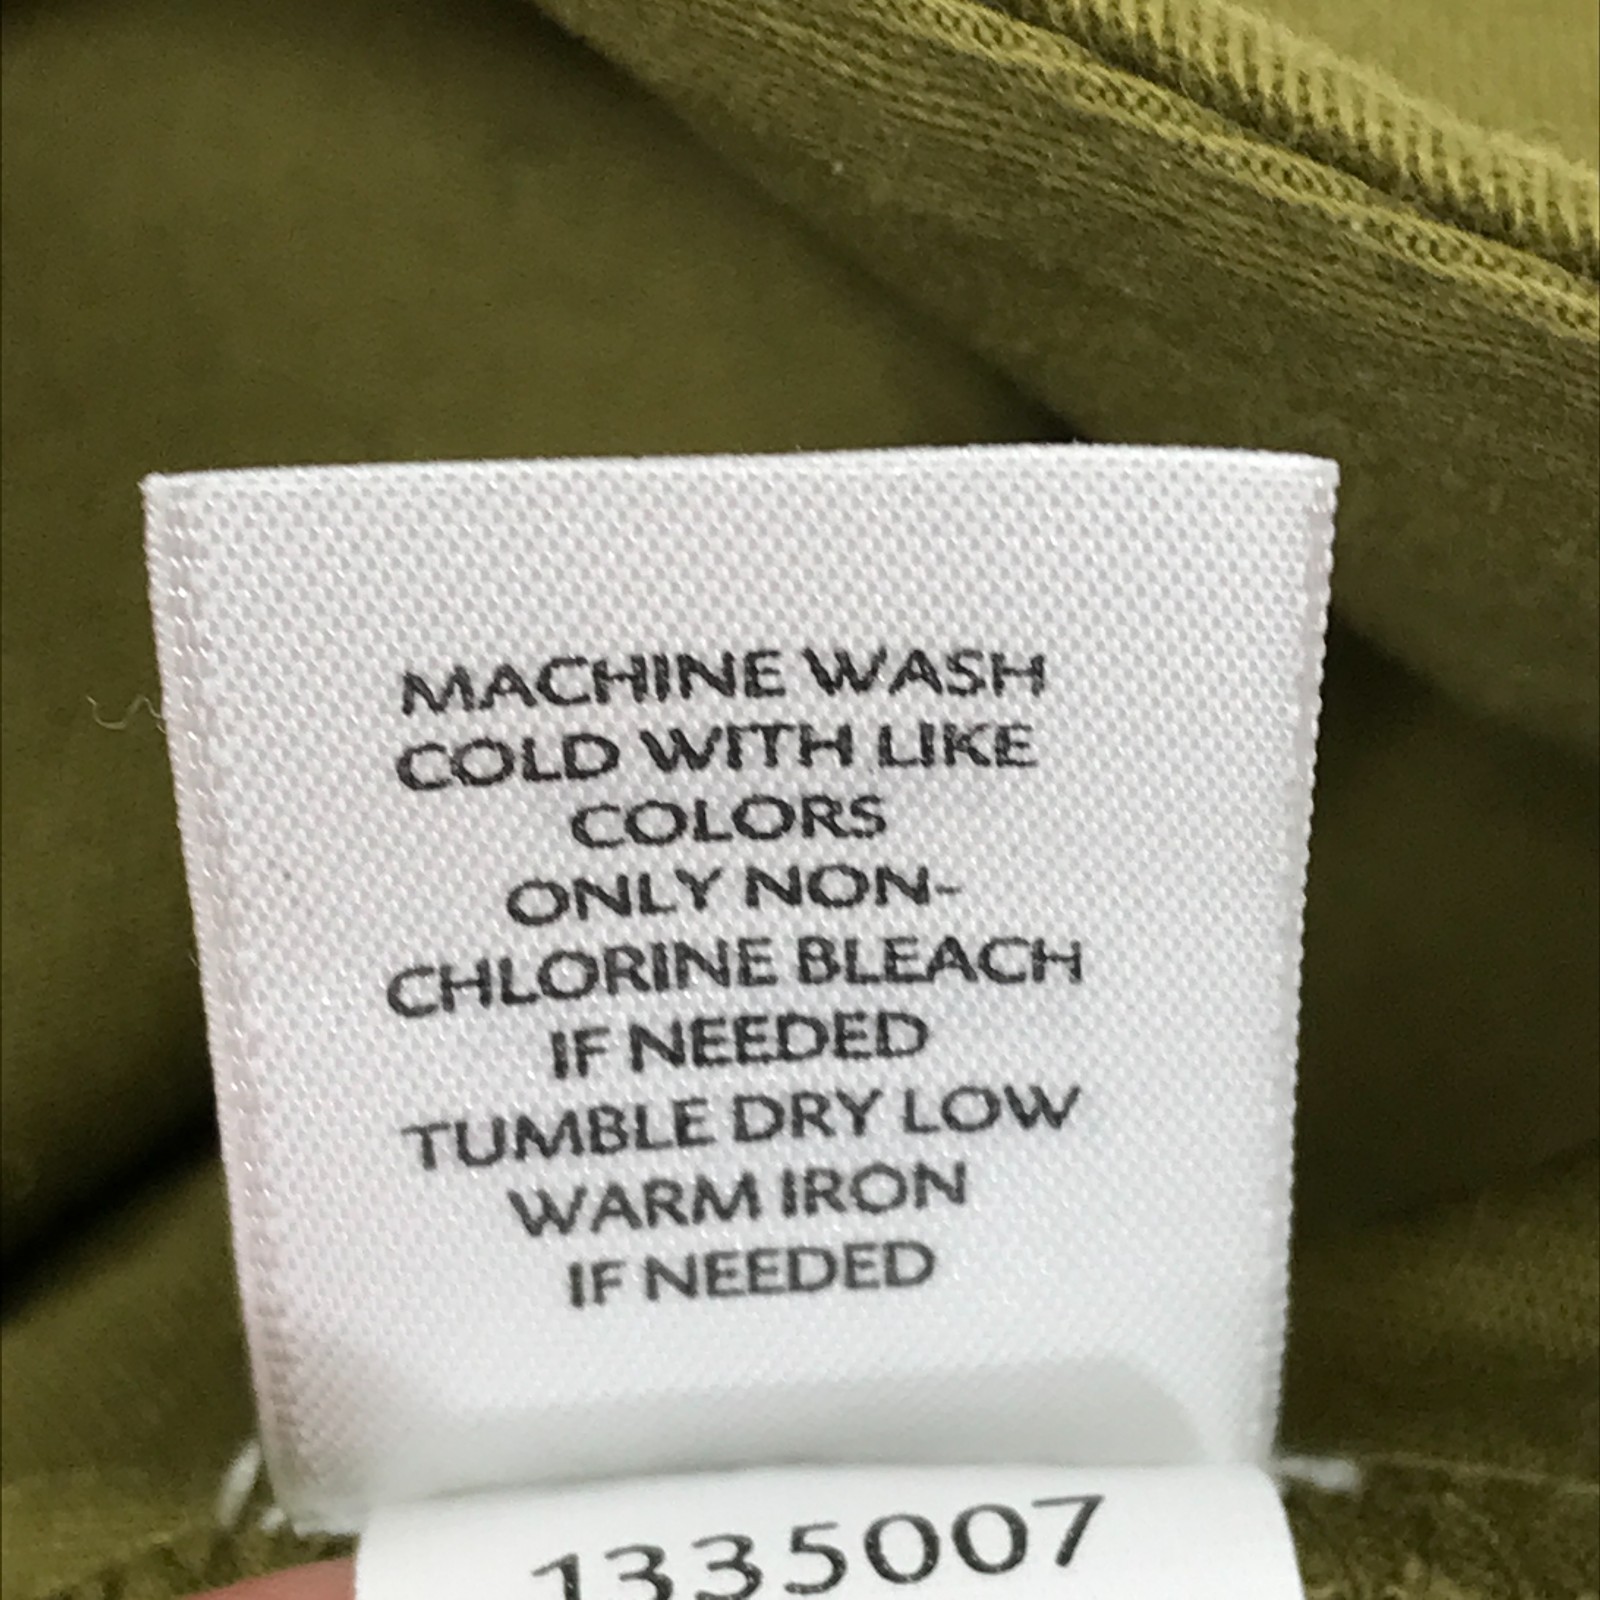 MACHINE WASH
COLD WITH LIKE
COLORS
ONLY NON-
CHLORINE BLEACH
IF NEEDED
TUMBLE DRY LOW
WARM IRON
IF NEEDED
1335007